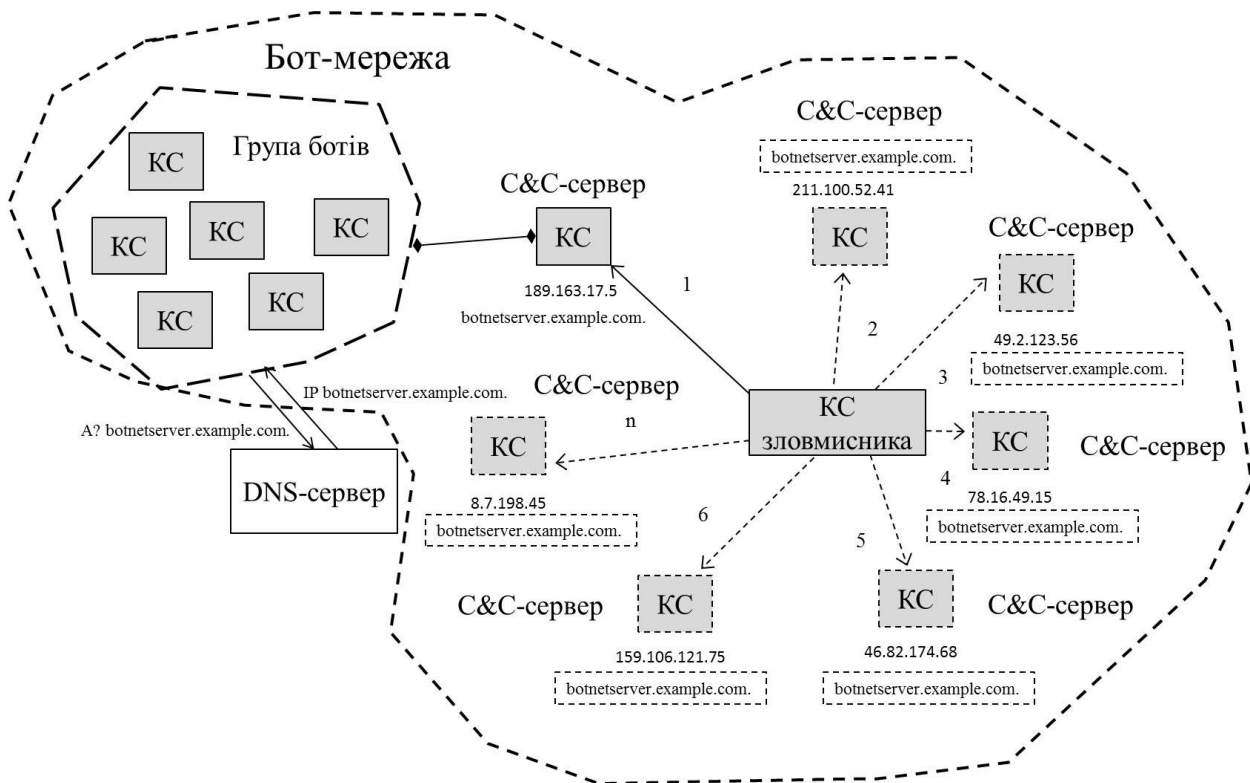 Бот-мережа
Група ботів
КС
КС
КС
КС
КС
КС
C&C-сервер
КС
189.163.17.5
botnetserver.example.com.
1
C&C-сервер
botnetserver.example.com.
211.100.52.41
КС
2
C&C-сервер
КС
49.2.123.56
botnetserver.example.com.
3
КС
зловмисника
C&C-сервер
КС
78.16.49.15
botnetserver.example.com.
4
C&C-сервер
КС
46.82.174.68
botnetserver.example.com.
5
C&C-сервер
КС
159.106.121.75
botnetserver.example.com.
6
C&C-сервер
КС
8.7.198.45
botnetserver.example.com.
n
IP botnetserver.example.com.
A? botnetserver.example.com.
DNS-сервер